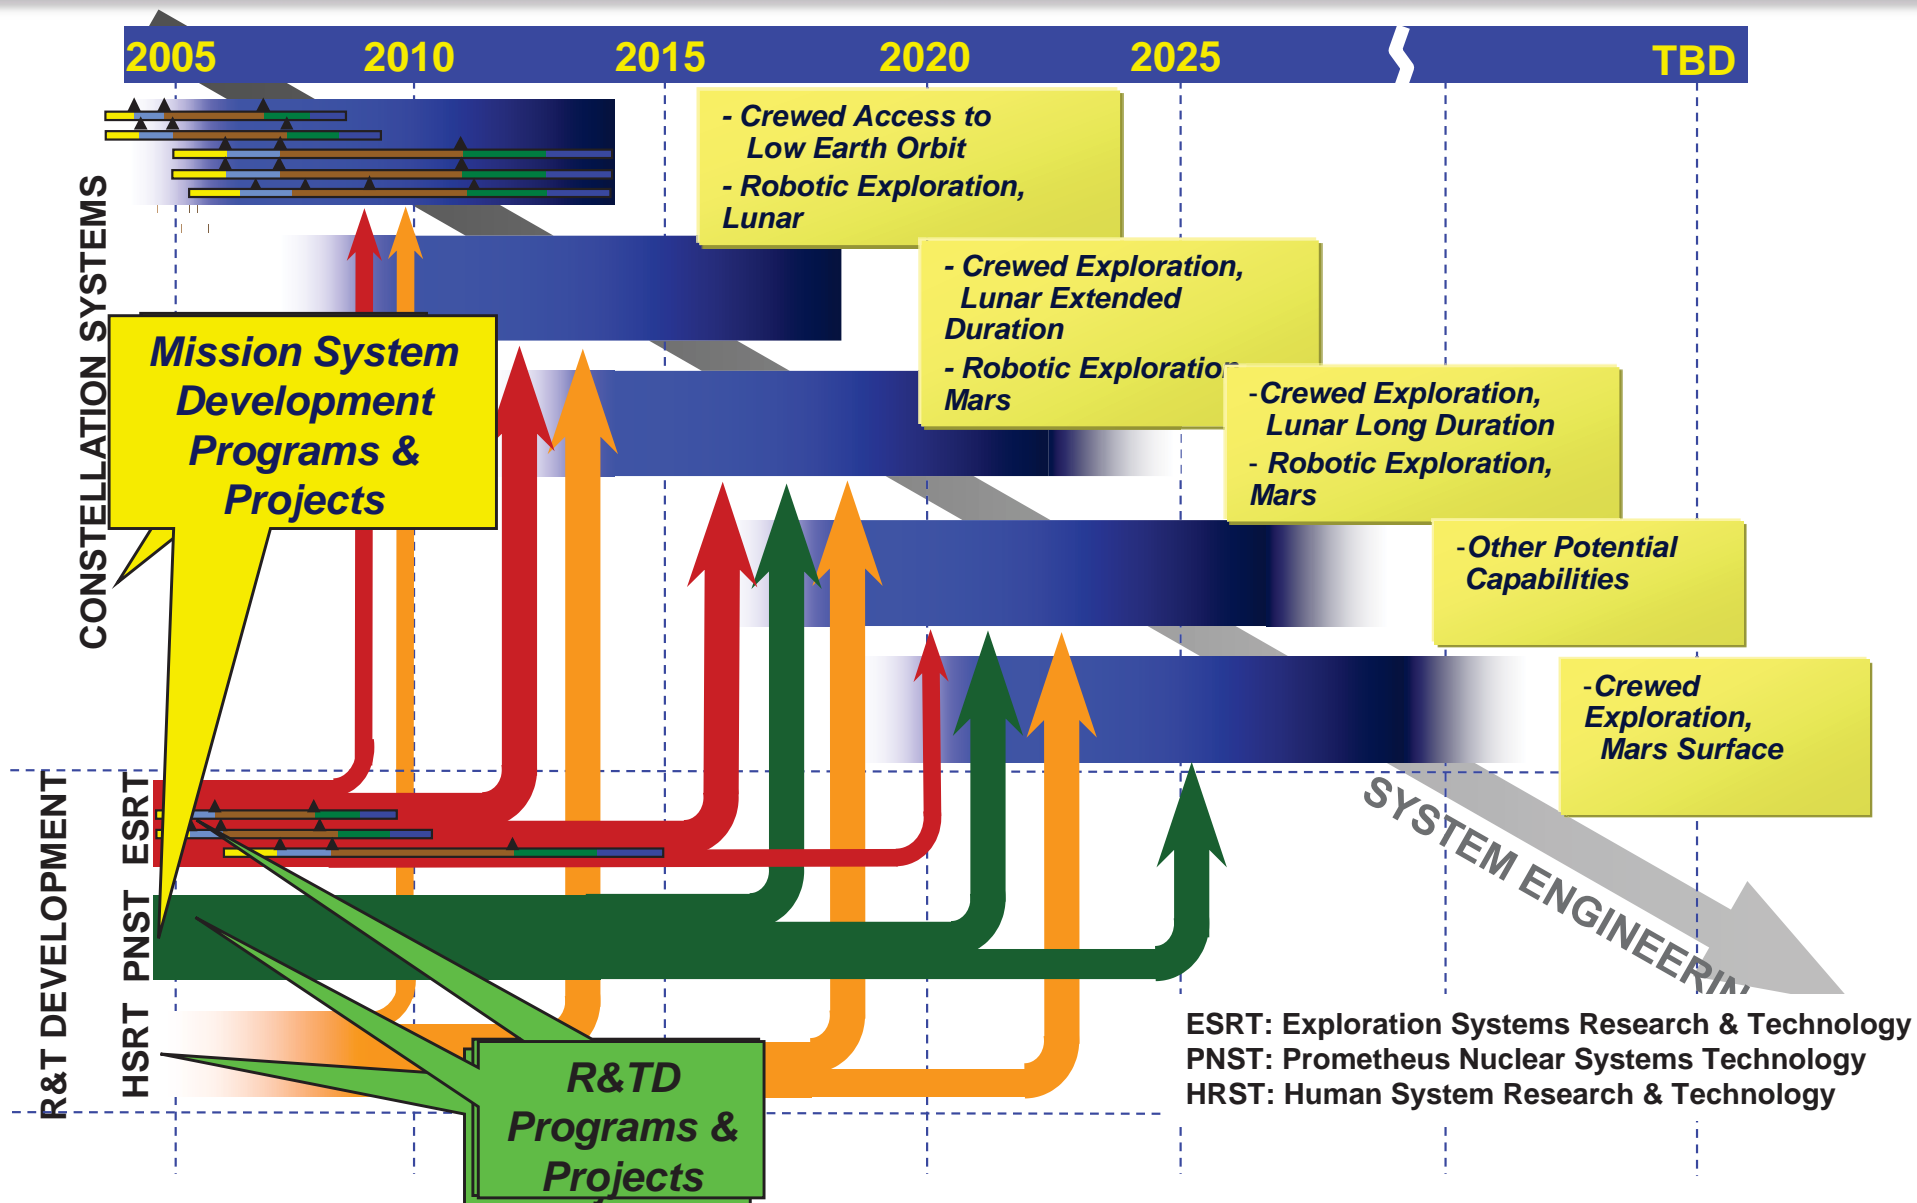 2005 2010 2015 2020 2025 TBD
CONSTELLATION SYSTEMS
- Crewed Access to
Low Earth Orbit
- Robotic Exploration,
Lunar
- Crewed Exploration,
Lunar Extended
Duration
- Robotic Exploration
Mars
-Crewed Exploration,
Lunar Long Duration
- Robotic Exploration,
Mars
-Other Potential
Capabilities
-Crewed
Exploration,
Mars Surface
Mission System
Development
Programs &
Projects
R&T DEVELOPMENT
ESRT
PNST
HSRT
R&TD
Programs &
Projects
SYSTEM ENGINEERIN
ESRT: Exploration Systems Research & Technology
PNST: Prometheus Nuclear Systems Technology
HRST: Human System Research & Technology